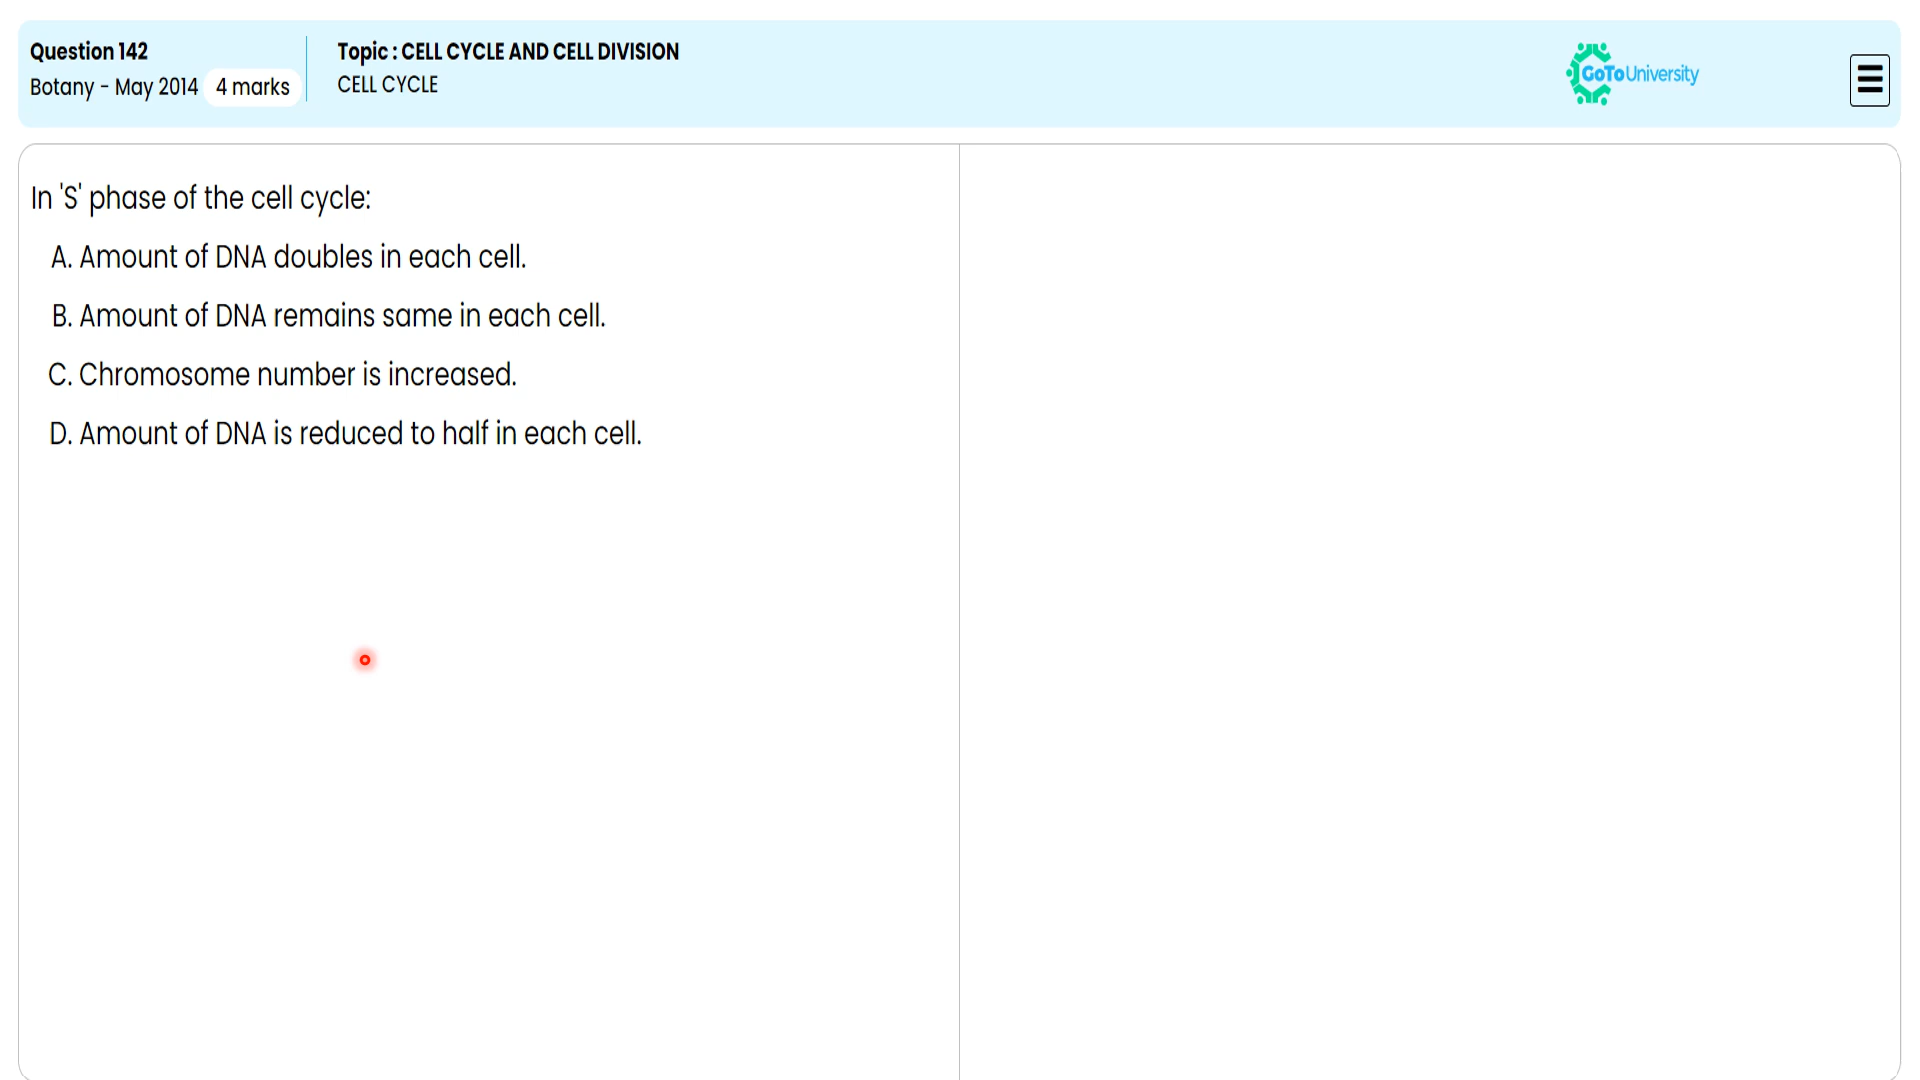 Question 142
Botany - May 2014 4 marks
Topic : CELL CYCLE AND CELL DIVISION
CELL CYCLE
GoToUniversity
In 'S' phase of the cell cycle:
A. Amount of DNA doubles in each cell.
B. Amount of DNA remains same in each cell.
C. Chromosome number is increased.
D. Amount of DNA is reduced to half in each cell.